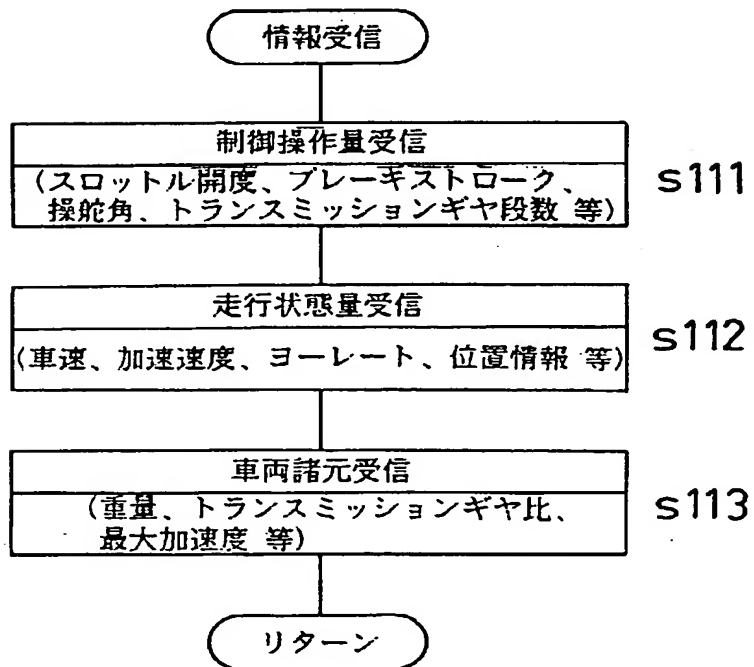 情報受信
制御操作量受信
(スロットル開度、ブレーキストローク、
操舵角、トランスミッションギヤ段数 等)
S111
走行状態量受信
(車速、加速速度、ヨーレート、位置情報 等)
S112
車両諸元受信
(重量、トランスミッションギヤ比、
最大加速度 等)
S113
リターン